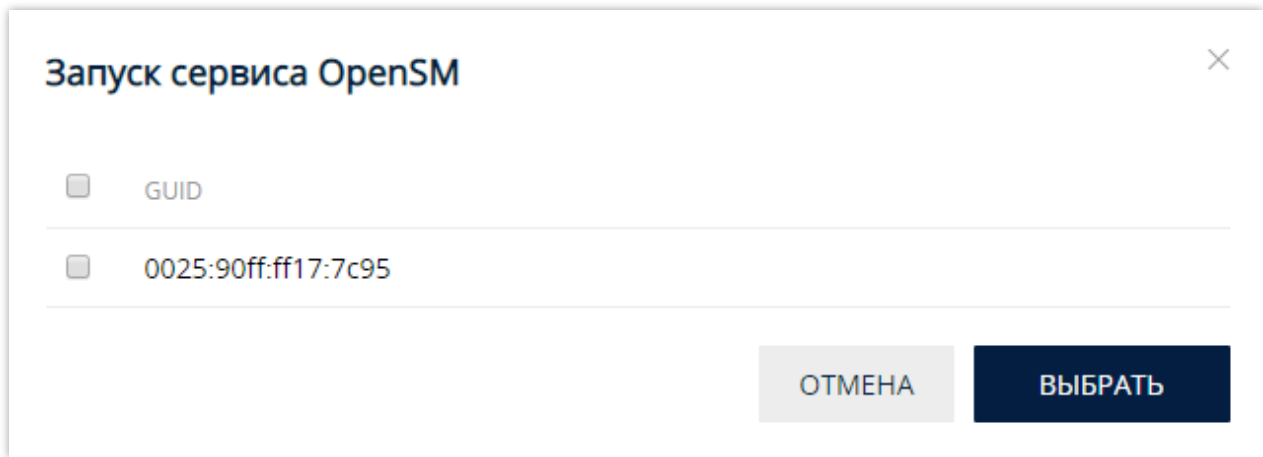 Запуск сервиса OpenSM
GUID
0025:90ff:ff17:7c95
ОТМЕНА ВЫБРАТЬ